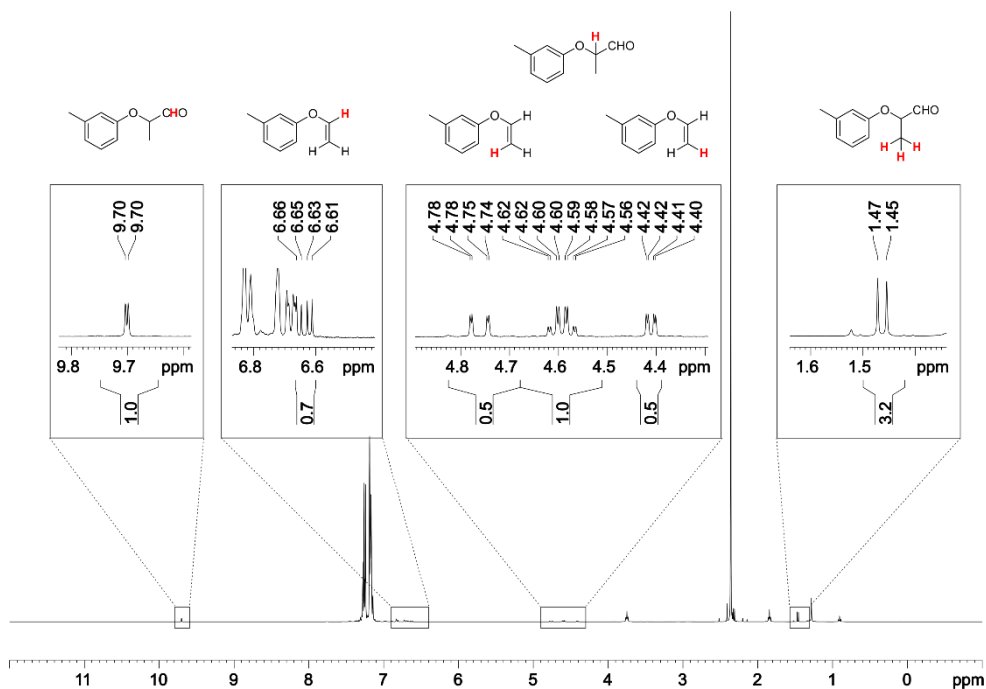 H
O CHO
O CHO
O H
H H
O H
H H
O H
H H
O CHO
H H
H
9.70
9.70
6.66
6.65
6.63
6.61
4.78
4.78
4.75
4.74
4.62
4.62
4.60
4.60
4.59
4.58
4.57
4.56
4.42
4.42
4.41
4.40
1.47
1.45
9.8 9.7 ppm
6.8 6.6 ppm
4.8 4.7 4.6 4.5 4.4 ppm
1.6 1.5 ppm
1.0
0.7
0.5
1.0
0.5
3.2
11 10 9 8 7 6 5 4 3 2 1 0 ppm